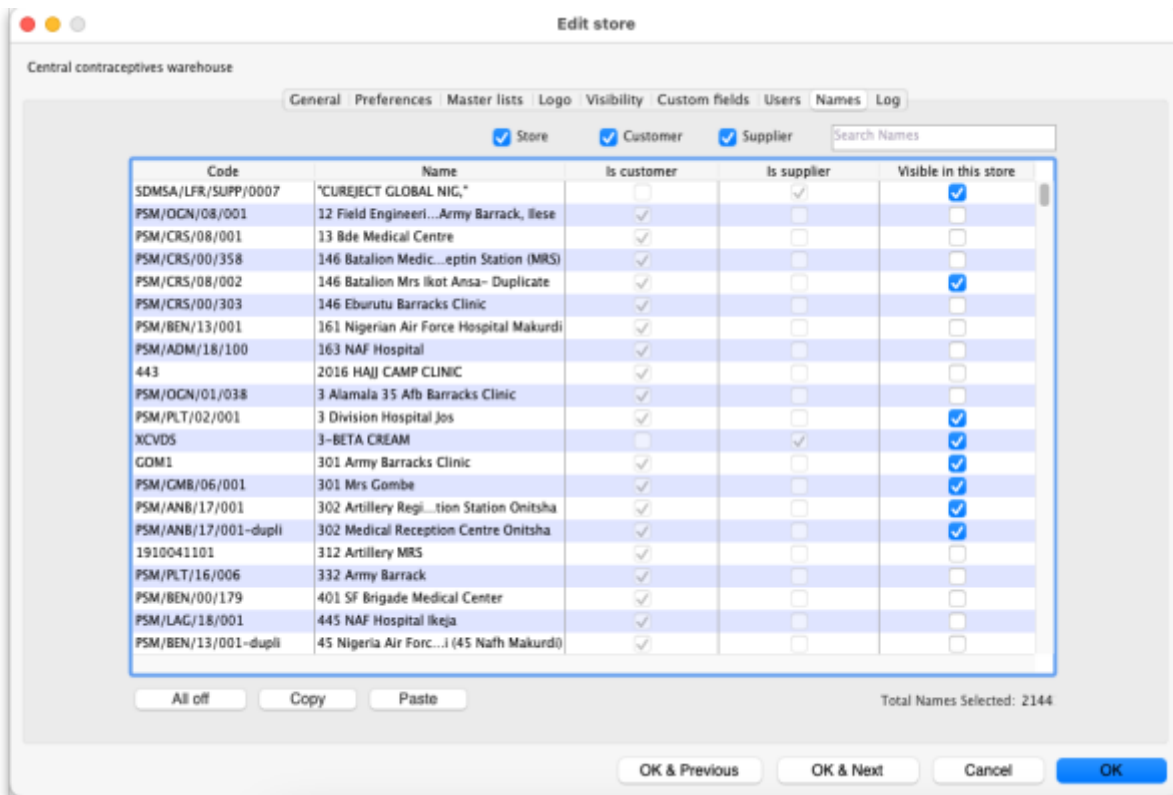 Edit store
Central contraceptives warehouse
General Preferences Master lists Logo Visibility Custom fields Users Names Log
Store Customer Supplier Search Names
Code Name Is customer Is supplier Visible in this store
SDMSA/LFR/SUPP/0007 "CUREJECT GLOBAL NIG,"
PSM/OGN/08/001 12 Field Engineeri...Army Barrack, Ilese
PSM/CRS/08/001 13 Bde Medical Centre
PSM/CRS/00/358 146 Batalion Medic...eptin Station (MRS)
PSM/CRS/08/002 146 Batalion Mrs Ikot Ansa- Duplicate
PSM/CRS/00/303 146 Eburutu Barracks Clinic
PSM/BEN/13/001 161 Nigerian Air Force Hospital Makurdi
PSM/ADM/18/100 163 NAF Hospital
443 2016 HAJJ CAMP CLINIC
PSM/OGN/01/038 3 Alamala 35 Afb Barracks Clinic
PSM/PLT/02/001 3 Division Hospital Jos
XCVDS 3-BETA CREAM
GOM1 301 Army Barracks Clinic
PSM/GMB/06/001 301 Mrs Gombe
PSM/ANB/17/001 302 Artillery Regi...tion Station Onitsha
PSM/ANB/17/001-dupli 302 Medical Reception Centre Onitsha
1910041101 312 Artillery MRS
PSM/PLT/16/006 332 Army Barrack
PSM/BEN/00/179 401 SF Brigade Medical Center
PSM/LAG/18/001 445 NAF Hospital Ikeja
PSM/BEN/13/001-dupli 45 Nigeria Air Forc...i (45 Nafh Makurdi)
All off Copy Paste Total Names Selected: 2144
OK & Previous OK & Next Cancel OK